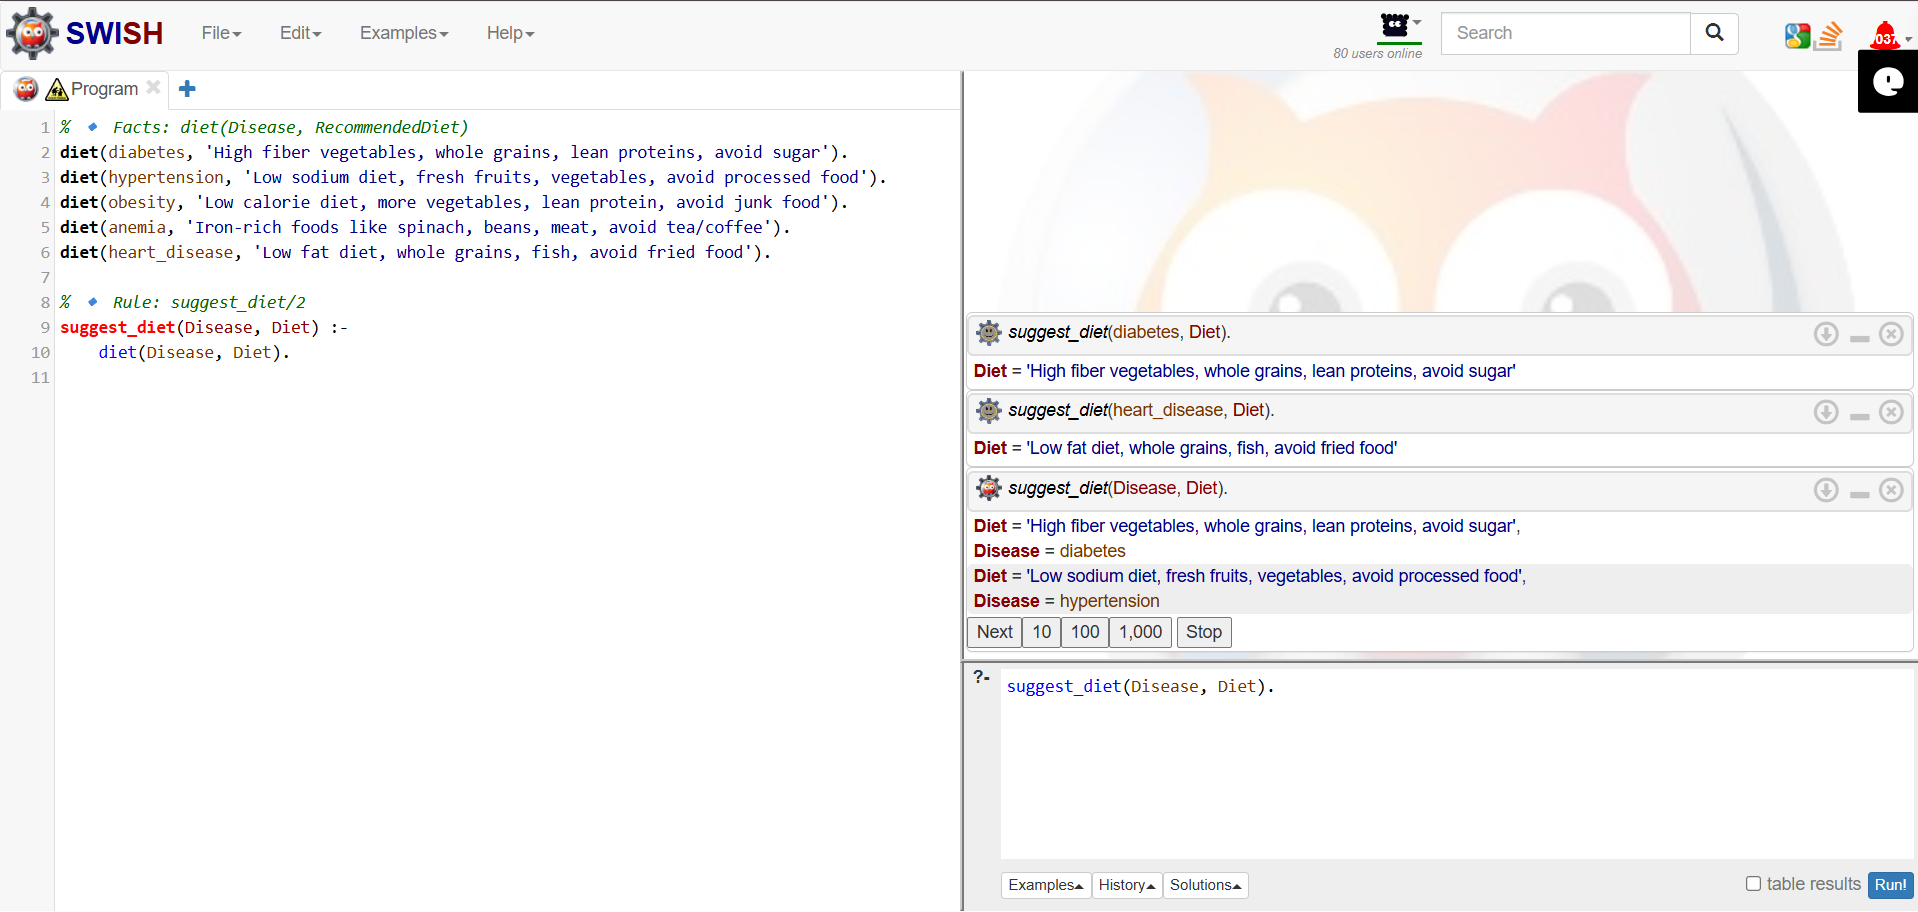 SWISH File Edit Examples Help
80 users online
Search
037
Program
1 % 🔹 Facts: diet(Disease, RecommendedDiet)
2 diet(diabetes, 'High fiber vegetables, whole grains, lean proteins, avoid sugar').
3 diet(hypertension, 'Low sodium diet, fresh fruits, vegetables, avoid processed food').
4 diet(obesity, 'Low calorie diet, more vegetables, lean protein, avoid junk food').
5 diet(anemia, 'Iron-rich foods like spinach, beans, meat, avoid tea/coffee').
6 diet(heart_disease, 'Low fat diet, whole grains, fish, avoid fried food').
7
8 % 🔹 Rule: suggest_diet/2
9 suggest_diet(Disease, Diet) :-
10     diet(Disease, Diet).
11
suggest_diet(diabetes, Diet).
Diet = 'High fiber vegetables, whole grains, lean proteins, avoid sugar'
suggest_diet(heart_disease, Diet).
Diet = 'Low fat diet, whole grains, fish, avoid fried food'
suggest_diet(Disease, Diet).
Diet = 'High fiber vegetables, whole grains, lean proteins, avoid sugar',
Disease = diabetes
Diet = 'Low sodium diet, fresh fruits, vegetables, avoid processed food',
Disease = hypertension
Next 10 100 1,000 Stop
?- suggest_diet(Disease, Diet).
Examples History Solutions table results Run!